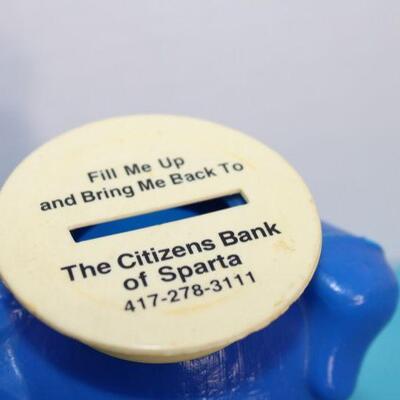 Fill Me Up
and Bring Me Back To
The Citizens Bank
of Sparta
417-278-3111